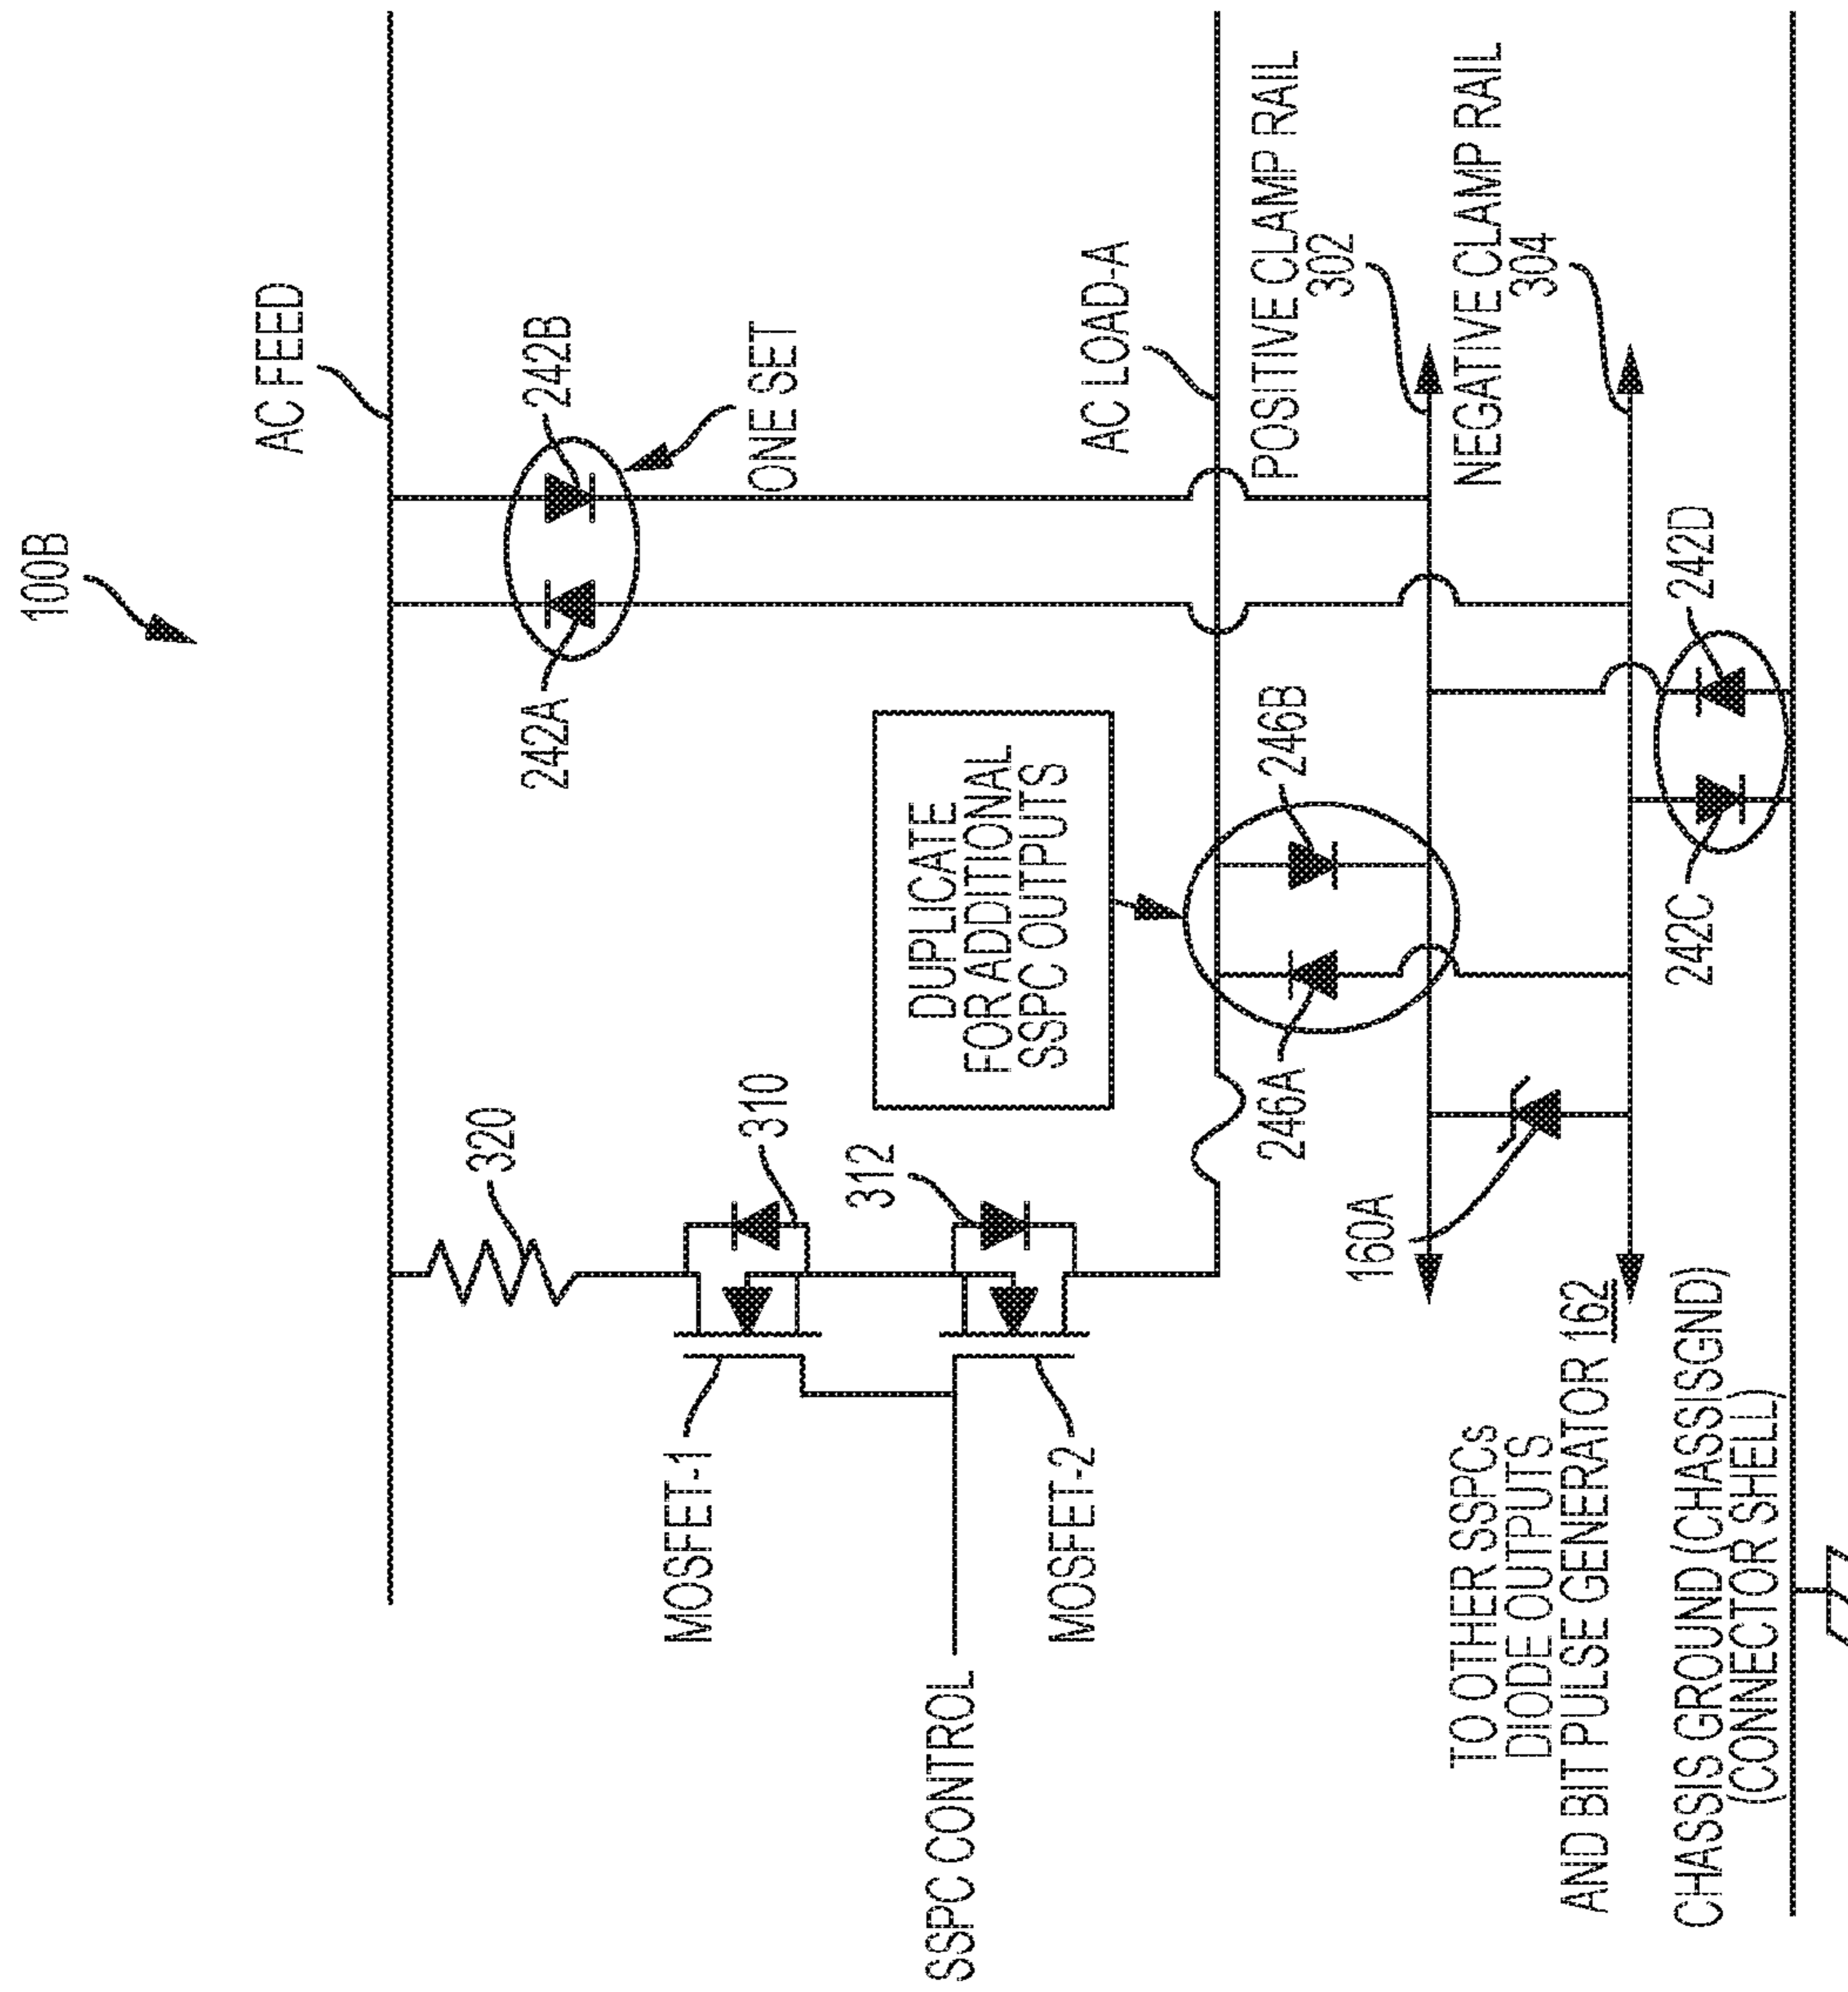 100B
AC FEED
242B
242A
ONE SET
320
310
312
MOSFET-1
MOSFET-2
SSPC CONTROL
DUPLICATE
FOR ADDITIONAL
SSPC OUTPUTS
AC LOAD-A
POSITIVE CLAMP RAIL
302
NEGATIVE CLAMP RAIL
304
246B
246A
160A
242D
242C
TO OTHER SSPCs
DIODE OUTPUTS
AND BIT PULSE GENERATOR 162
CHASSIS GROUND (CHASSISGND)
(CONNECTOR SHELL)